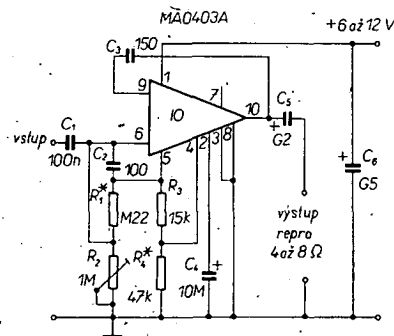 MA0403A
+6 až 12 V
C3 150
1
9
7
IO
10
C5
C1
vstup
6
4 2 3 8
+
G2
C6
100n
C2
5
+
G5
100
R1*
R3
M22
15k
výstup
R2
R4*
C4
+
repro
4 až 8 Ω
1M
47k
10M